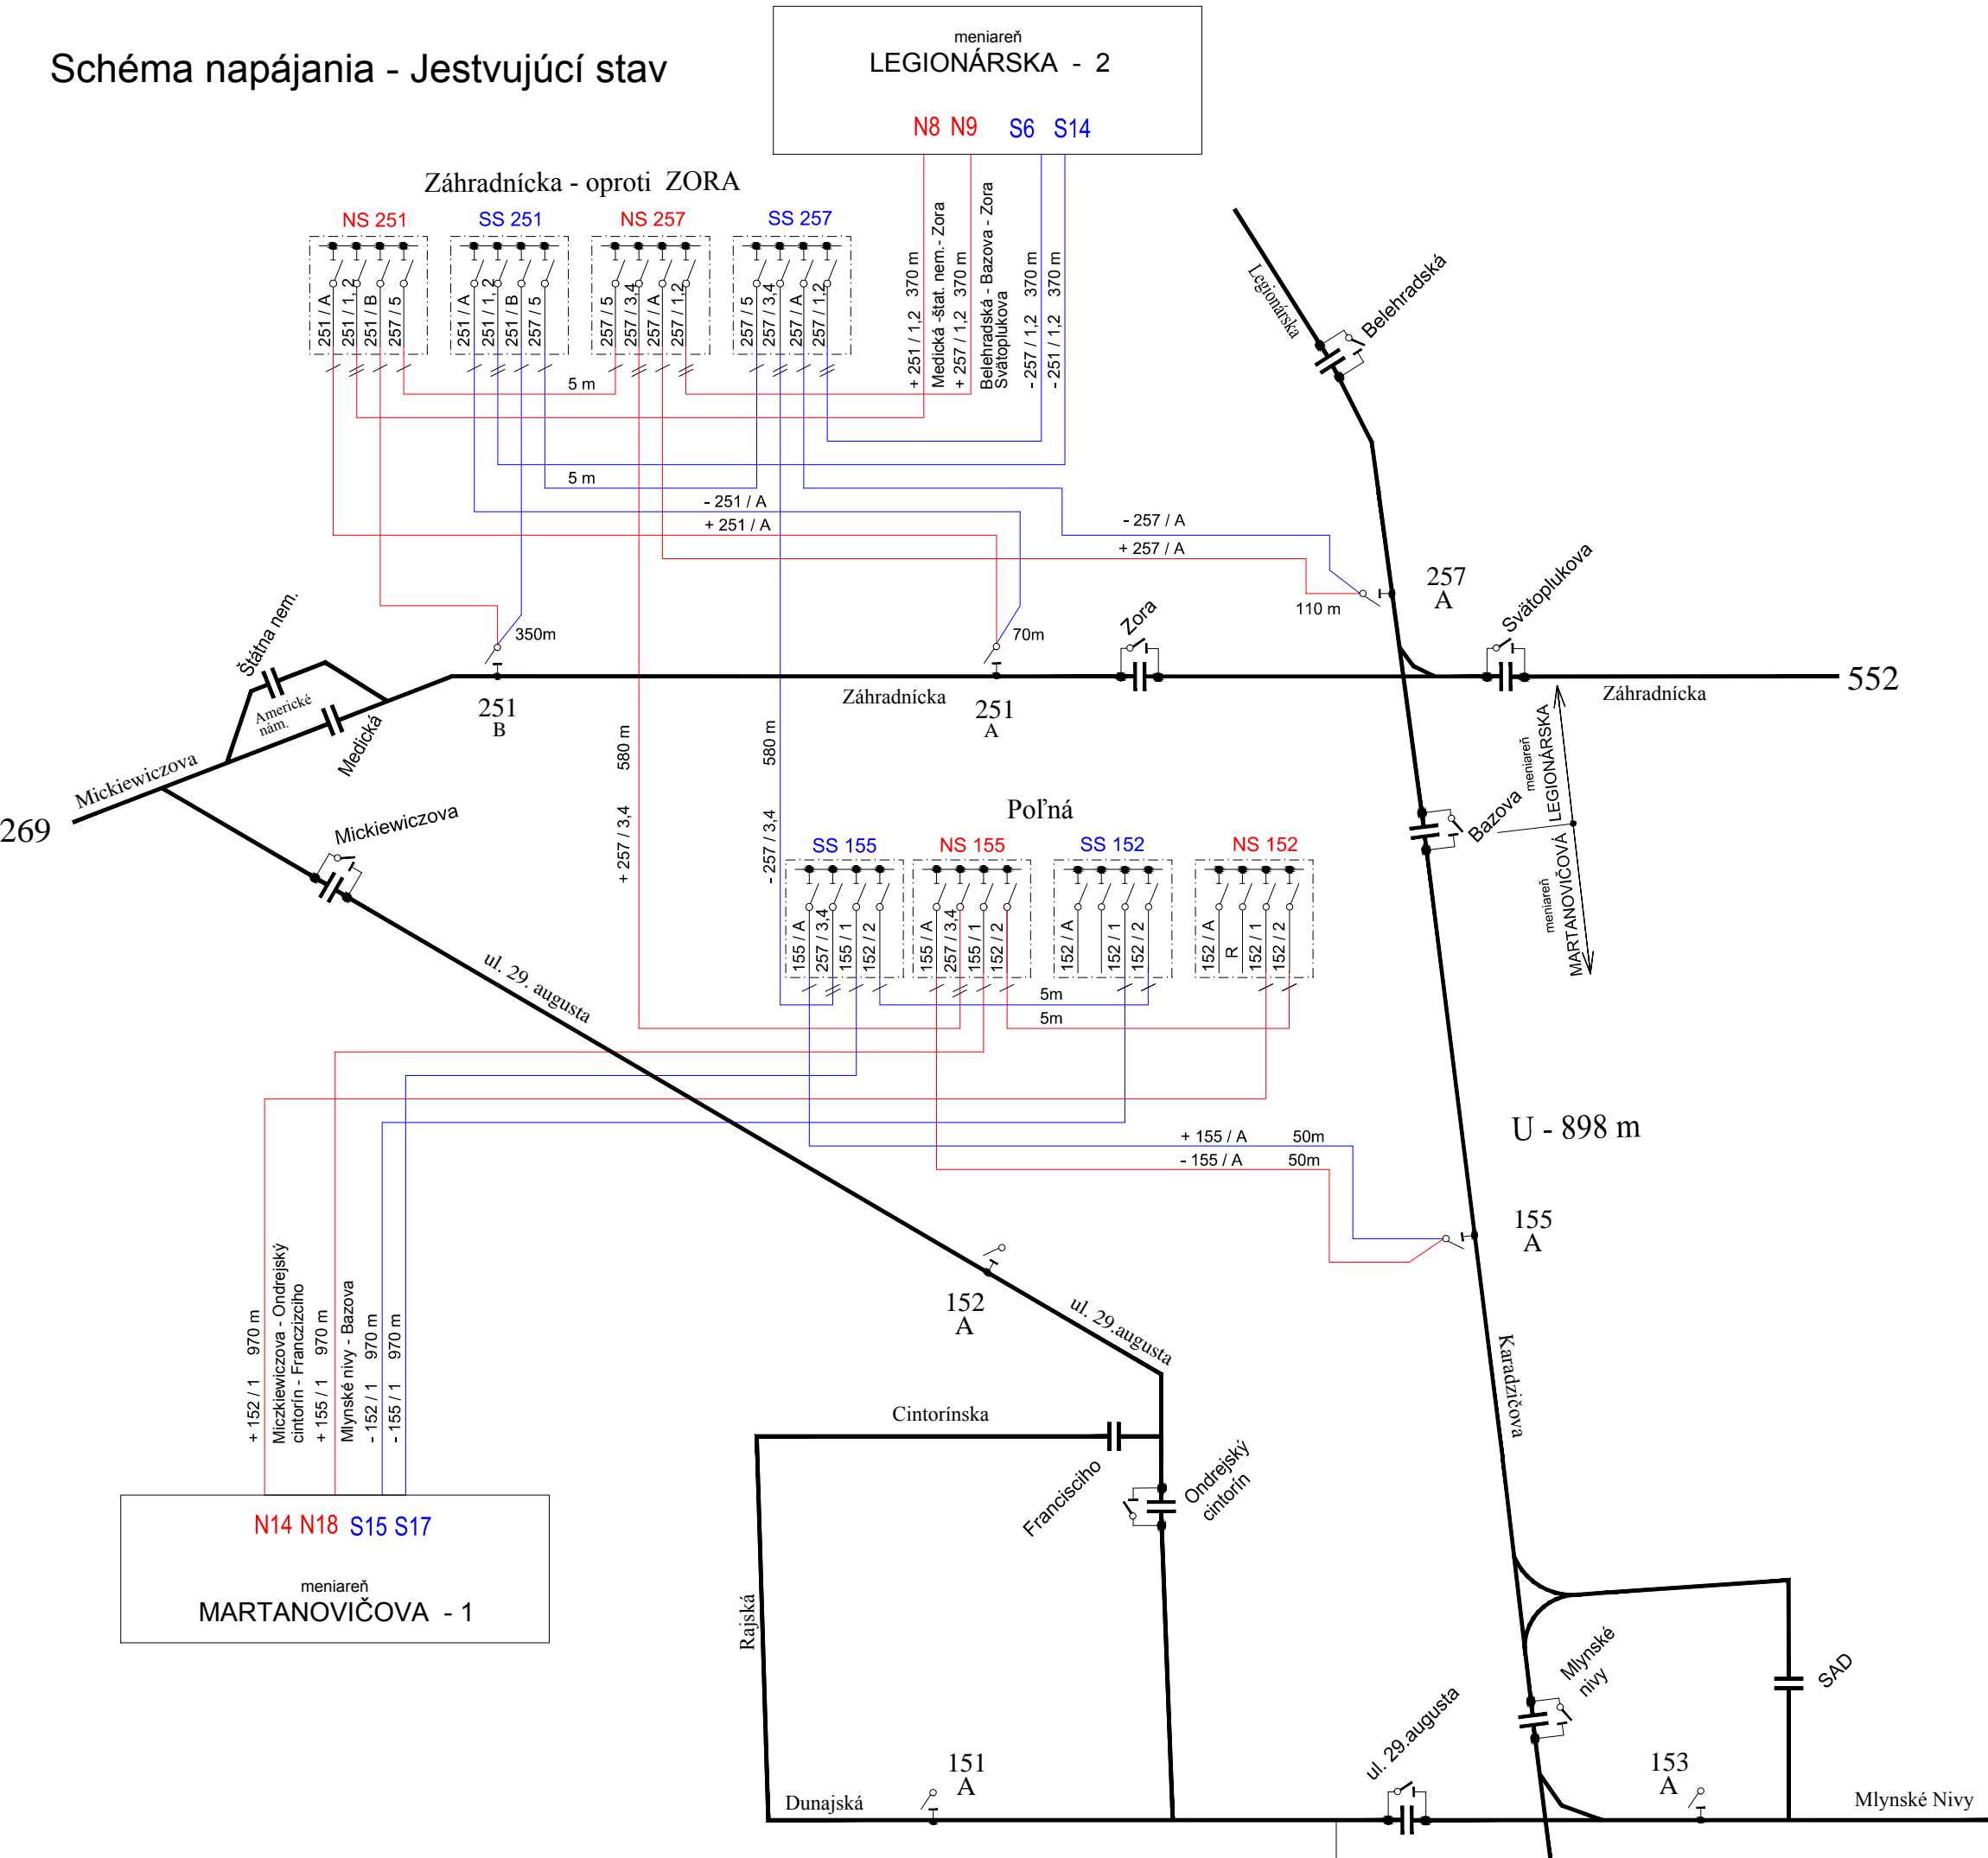 Schéma napájania - Jestvujúcí stav
meniareň
LEGIONÁRSKA - 2
N8 N9 S6 S14
Záhradnícka - oproti ZORA
NS 251
SS 251
NS 257
SS 257
251 / A
251 / 1, 2
251 / B
257 / 5
251 / A
251 / 1, 2
251 / B
257 / 5
257 / 5
257 / 3,4
257 / A
257 / 1,2
257 / 5
257 / 3,4
257 / A
257 / 1,2
+ 251 / 1,2 370 m
Medická -štat. nem.- Zora
+ 257 / 1,2 370 m
Belehradská - Bazova - Zora
Svätoplukova
- 257 / 1,2 370 m
- 251 / 1,2 370 m
5 m
5 m
- 251 / A
+ 251 / A
- 257 / A
+ 257 / A
110 m
Legionárska
Belehradská
257
A
Svätoplukova
Zora
350m
70m
Štátna nem.
Americké
nám.
Medická
Mickiewiczova
269
251
B
Záhradnícka
251
A
Záhradnícka
552
580 m
+ 257 / 3,4
580 m
- 257 / 3,4
meniareň
LEGIONÁRSKA
meniareň
MARTANOVIČOVÁ
Bazova
Mickiewiczova
Poľná
SS 155
NS 155
SS 152
NS 152
155 / A
257 / 3,4
155 / 1
152 / 2
155 / A
257 / 3,4
155 / 1
152 / 2
152 / A
152 / 1
152 / 2
152 / A
R
152 / 1
152 / 2
5m
5m
ul. 29. augusta
U - 898 m
+ 155 / A 50m
- 155 / A 50m
155
A
152
A
ul. 29.augusta
Karadzičova
+ 152 / 1 970 m
Miczkiewiczova - Ondrejský
cintorín - Franczizciho
+ 155 / 1 970 m
Mlynské nivy - Bazova
- 152 / 1 970 m
- 155 / 1 970 m
N14 N18 S15 S17
meniareň
MARTANOVIČOVA - 1
Cintorínska
Francisciho
Ondrejský
cintorín
Rajská
Mlynské
nivy
SAD
ul. 29.augusta
151
A
153
A
Dunajská
Mlynské Nivy